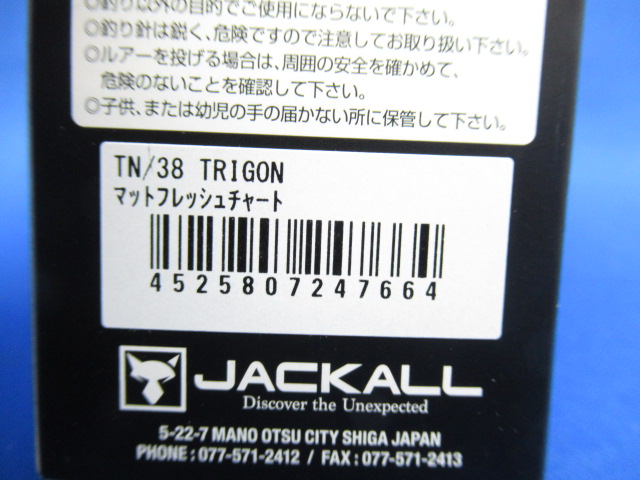 ◎釣り以外の目的でご使用にならないで下さい。
◎釣り針は鋭く、危険ですので注意してお取り扱い下さい。
◎ルアーを投げる場合は、周囲の安全を確かめて、
危険のないことを確認して下さい。
◎子供、または幼児の手の届かない所に保管して下さい。
TN/38 TRIGON
マットフレッシュチャート
4525807247664
JACKALL
Discover the Unexpected
5-22-7 MANO OTSU CITY SHIGA JAPAN
PHONE : 077-571-2412 / FAX : 077-571-2413